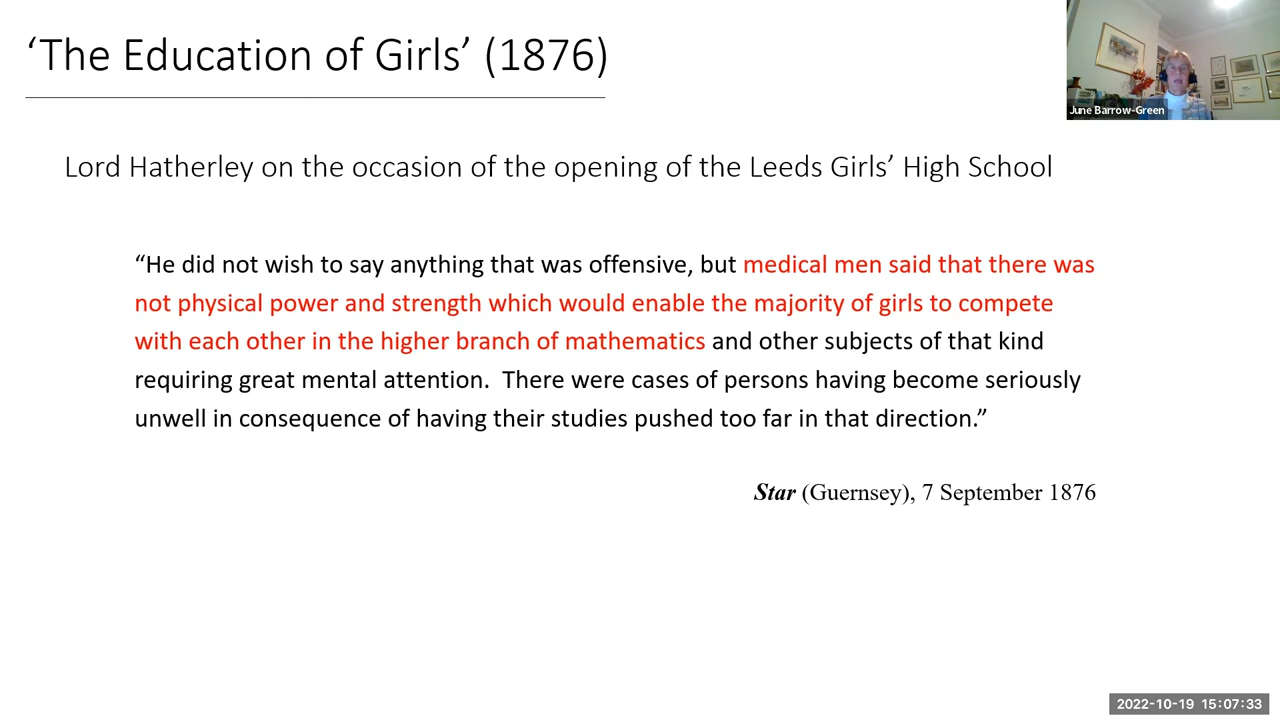 ‘The Education of Girls’ (1876)
June Barrow-Green
Lord Hatherley on the occasion of the opening of the Leeds Girls’ High School
“He did not wish to say anything that was offensive, but medical men said that there was
not physical power and strength which would enable the majority of girls to compete
with each other in the higher branch of mathematics and other subjects of that kind
requiring great mental attention.  There were cases of persons having become seriously
unwell in consequence of having their studies pushed too far in that direction.”
Star (Guernsey), 7 September 1876
2022-10-19 15:07:33